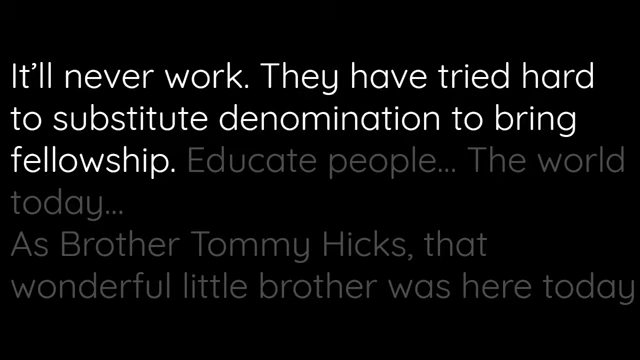 It’ll never work. They have tried hard
to substitute denomination to bring
fellowship. Educate people... The world
today...
As Brother Tommy Hicks, that
wonderful little brother was here today